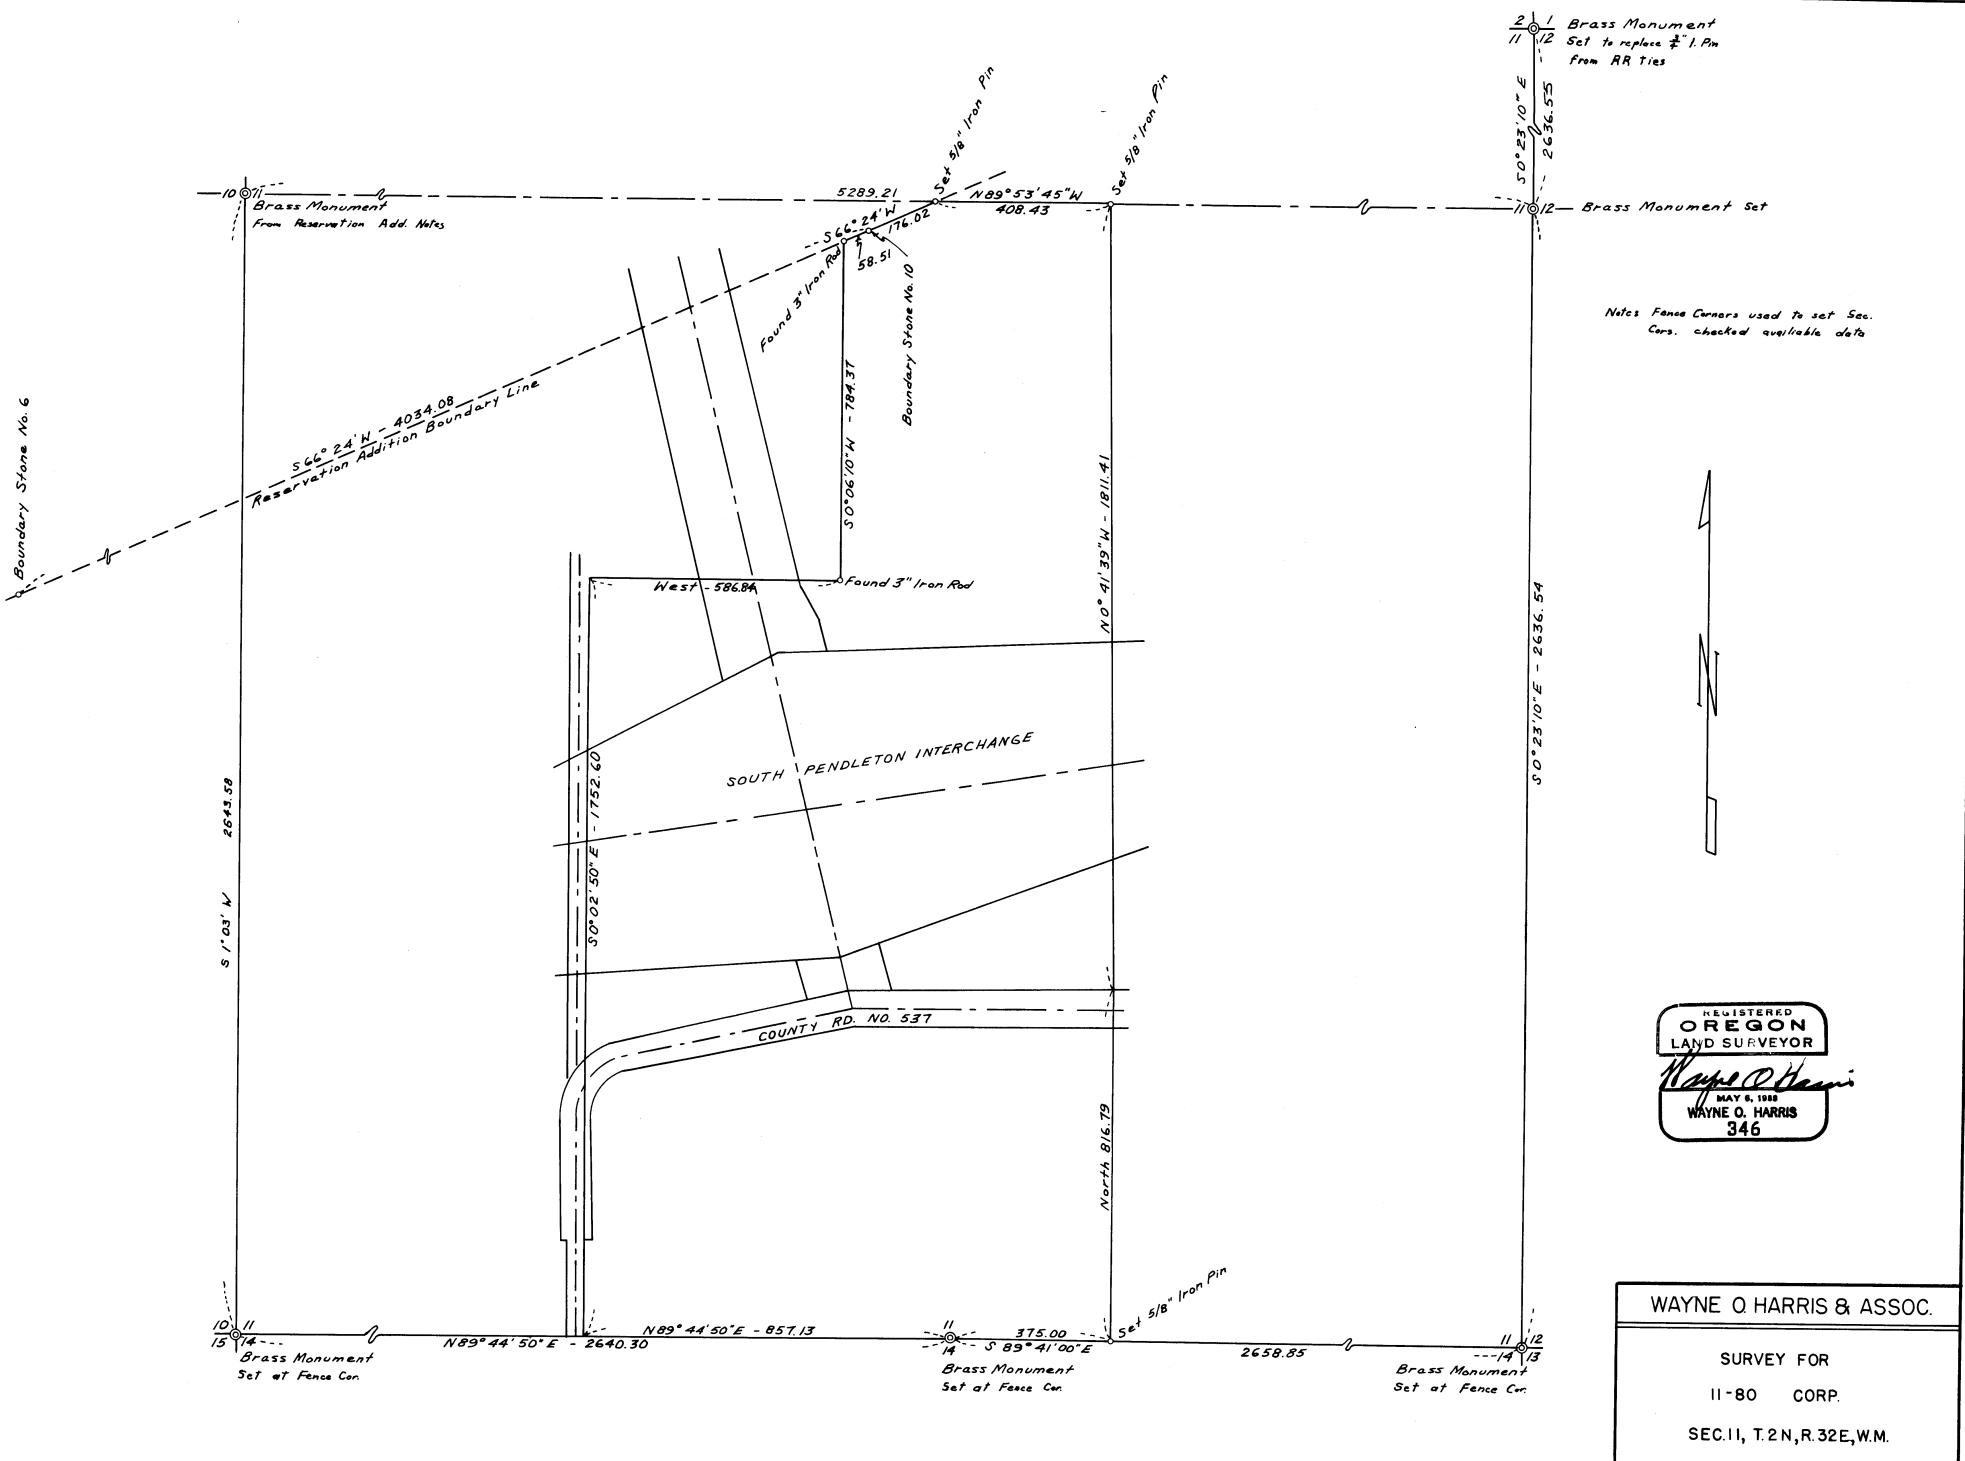 2 1
11 12
Brass Monument
Set to replace 3/4" I. Pin
from RR Ties
S0°23'10" E
2636.55
Set 5/8" Iron Pin
Set 5/8" Iron Pin
10 11
Brass Monument
From Reservation Add. Notes
5289.21
N89°53'45"W
408.43
11 12
Brass Monument Set
S66°24'W
176.02
58.51
Found 3" Iron Rod
Boundary Stone No. 10
Notes Fence Corners used to set Sec.
Cors. checked availiable data
Boundary Stone No. 6
S66°24'W - 4034.08
Reservation Addition Boundary Line
S0°06'10"W - 784.37
N0°41'39"W - 1811.41
West - 586.84
Found 3" Iron Rod
N
S0°23'10"E - 2636.54
SOUTH PENDLETON INTERCHANGE
S0°02'50"E - 1752.60
S1°03'W 2643.58
COUNTY RD. NO. 537
North 816.79
REGISTERED
OREGON
LAND SURVEYOR
Wayne O Harris
WAYNE O. HARRIS
346
Set 5/8" Iron Pin
10 11
15 14
Brass Monument
Set at Fence Cor.
N89°44'50"E - 2640.30
N89°44'50"E - 857.13
11
14
Brass Monument
Set at Fence Cor.
375.00
S 89°41'00"E
2658.85
11 12
14 13
Brass Monument
Set at Fence Cor.
WAYNE O. HARRIS & ASSOC.
SURVEY FOR
11-80 CORP.
SEC.11, T.2N, R.32E, W.M.